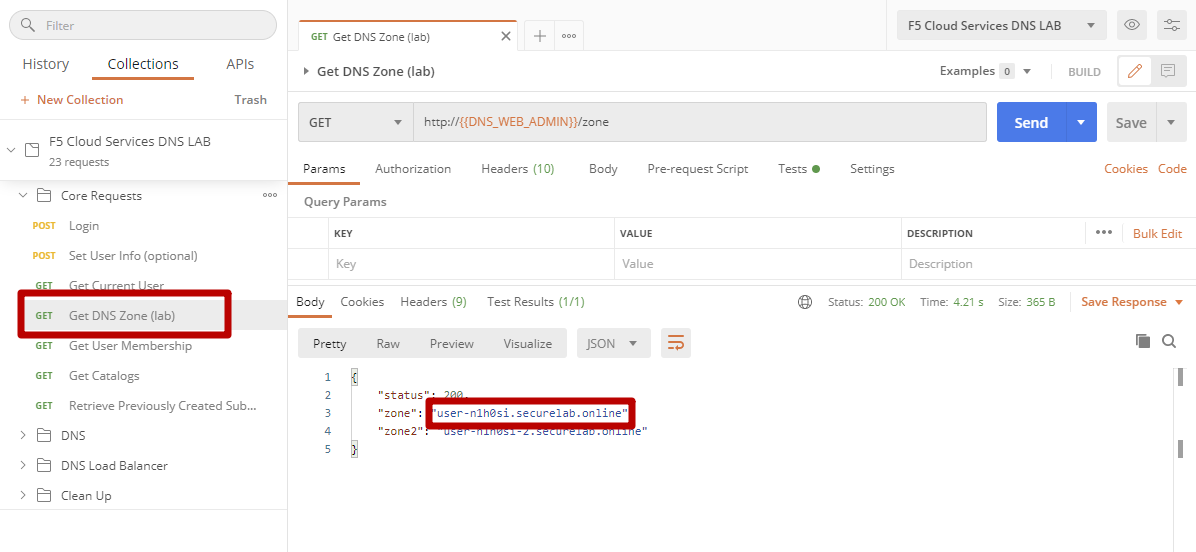 Filter
History
Collections
APIs
+ New Collection
Trash
F5 Cloud Services DNS LAB
23 requests
Core Requests
POST Login
POST Set User Info (optional)
GET Get Current User
GET Get DNS Zone (lab)
GET Get User Membership
GET Get Catalogs
GET Retrieve Previously Created Sub...
DNS
DNS Load Balancer
Clean Up
GET Get DNS Zone (lab)
F5 Cloud Services DNS LAB
Get DNS Zone (lab)
Examples 0
BUILD
GET
http://{{DNS_WEB_ADMIN}}/zone
Send
Save
Params Authorization Headers (10) Body Pre-request Script Tests Settings
Cookies Code
Query Params
KEY VALUE DESCRIPTION
Bulk Edit
Key Value Description
Body Cookies Headers (9) Test Results (1/1)
Status: 200 OK Time: 4.21 s Size: 365 B
Save Response
Pretty Raw Preview Visualize JSON
1 {
2 "status": 200,
3 "zone": "user-n1h0si.securelab.online"
4 "zone2": "user-n1h0si-2.securelab.online"
5 }